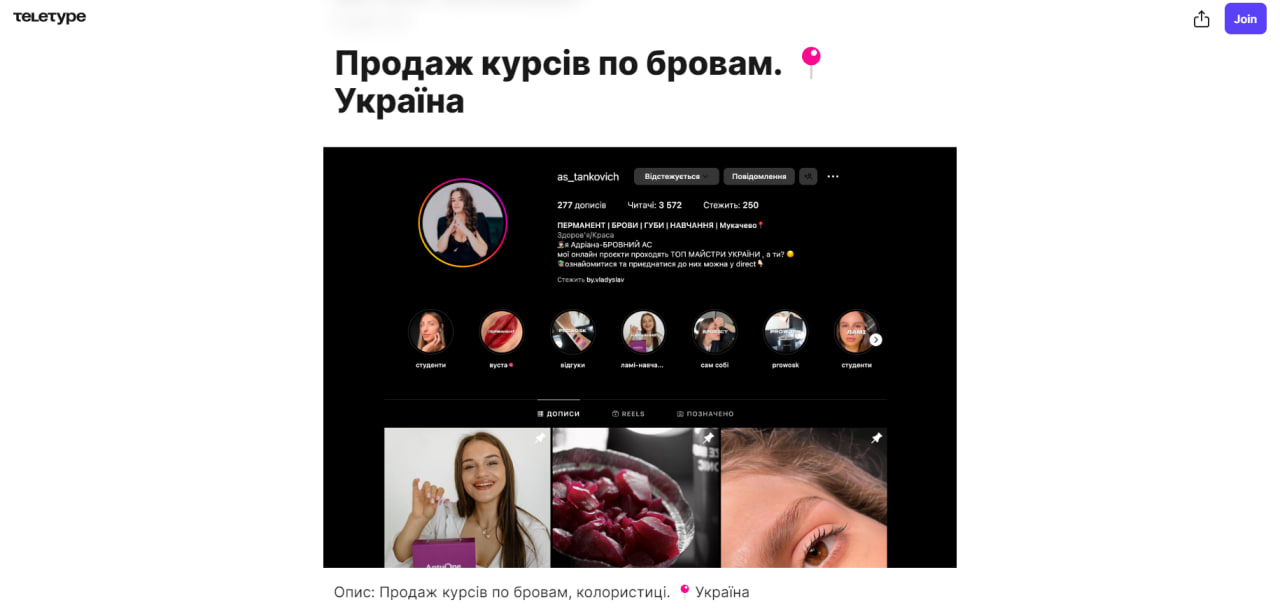 TELETYPE
Join
Продаж курсів по бровам. 📍
Україна
as_tankovich Відстежується Повідомлення
277 дописів Читачі: 3 572 Стежить: 250
ПЕРМАНЕНТ | БРОВИ | ГУБИ | НАВЧАННЯ | Мукачево📍
Здоров'я/Краса
я Адріана-БРОВНИЙ АС
мої онлайн проєкти проходять ТОП МАЙСТРИ УКРАЇНИ , а ти? 😉
ознайомитися та приєднатися до них можна у direct👇🏻
Стежить by.vladyslav
PROWOSK
PROWOSK
студенти вуста відгуки ламі-навча... сам собі prowosk студенти
ДОПИСИ REELS ПОЗНАЧЕНО
Опис: Продаж курсів по бровам, колористиці. 📍 Україна